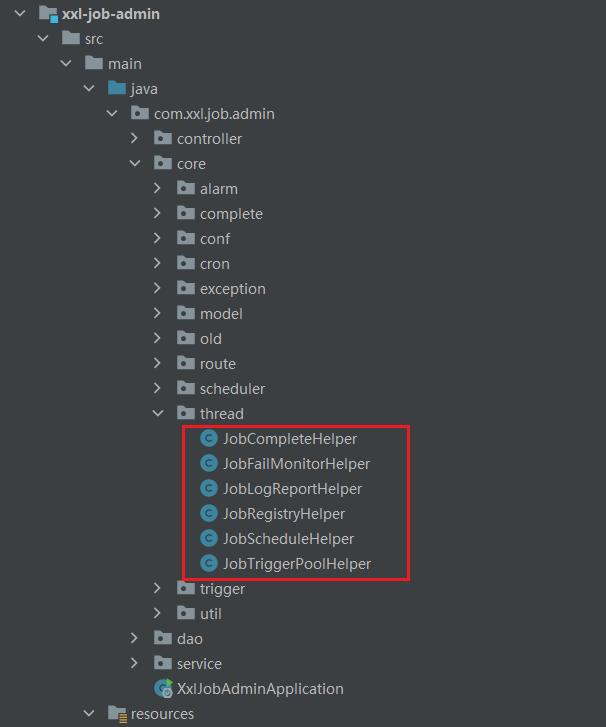 xxl-job-admin
src
main
java
com.xxl.job.admin
controller
core
alarm
complete
conf
cron
exception
model
old
route
scheduler
thread
JobCompleteHelper
JobFailMonitorHelper
JobLogReportHelper
JobRegistryHelper
JobScheduleHelper
JobTriggerPoolHelper
trigger
util
dao
service
XxlJobAdminApplication
resources